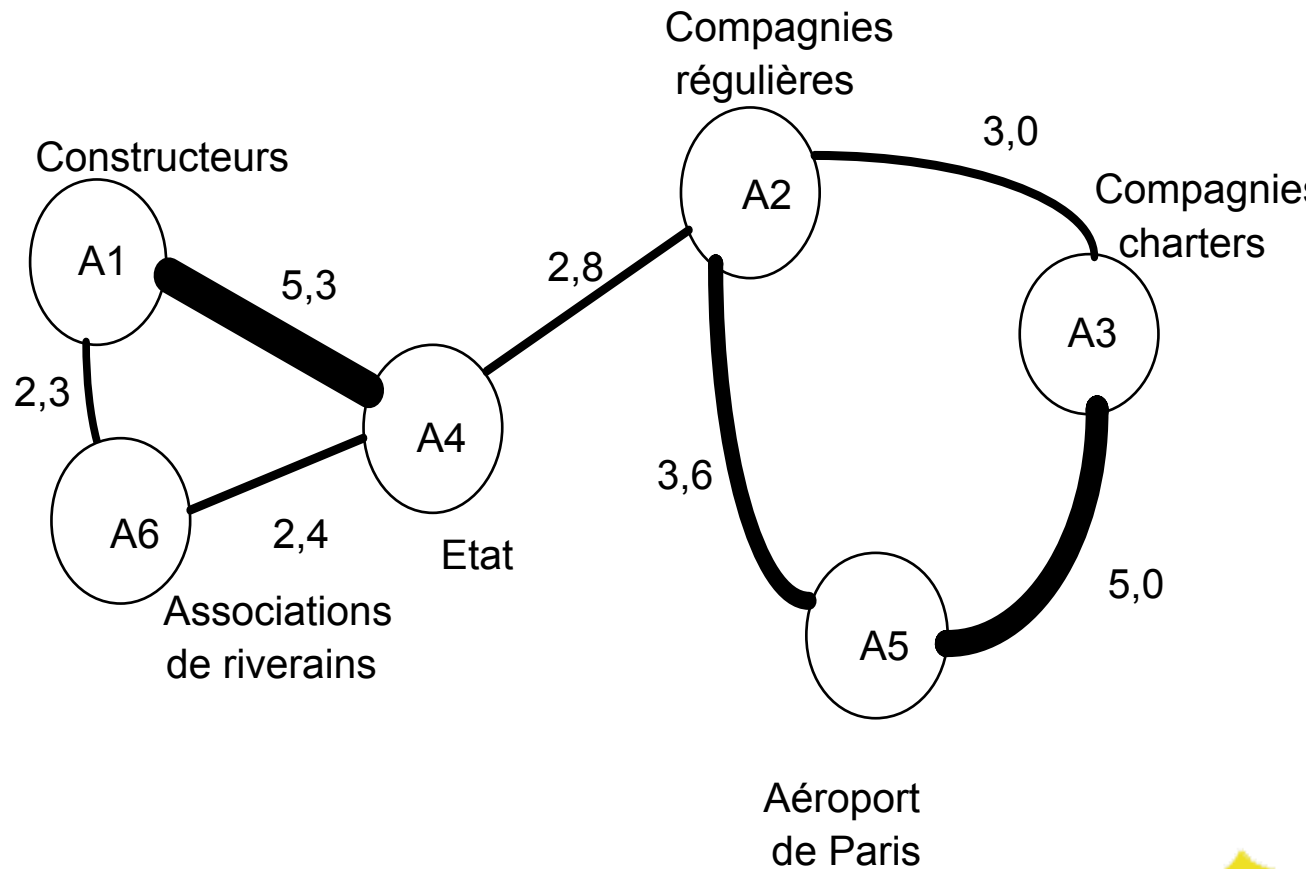 Compagnies
régulières
3,0
Constructeurs
A2
Compagnies
charters
A1
5,3
2,8
A3
2,3
A4
3,6
A6
2,4
Etat
5,0
Associations
de riverains
A5
Aéroport
de Paris